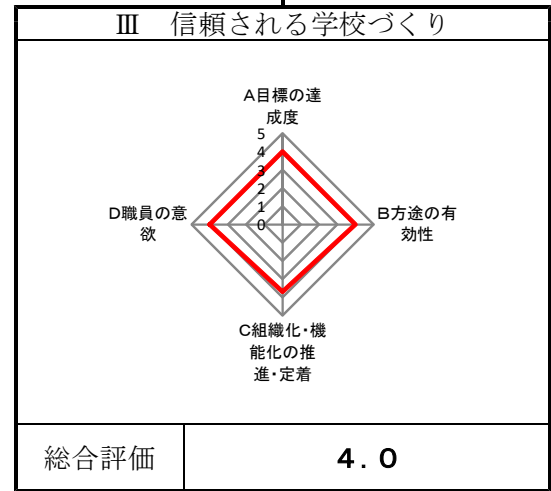 Ⅲ　信頼される学校づくり
A目標の達
成度
5
4
3
2
1
0
D職員の意
欲
B方途の有
効性
C組織化・機
能化の推
進・定着
総合評価
４．０